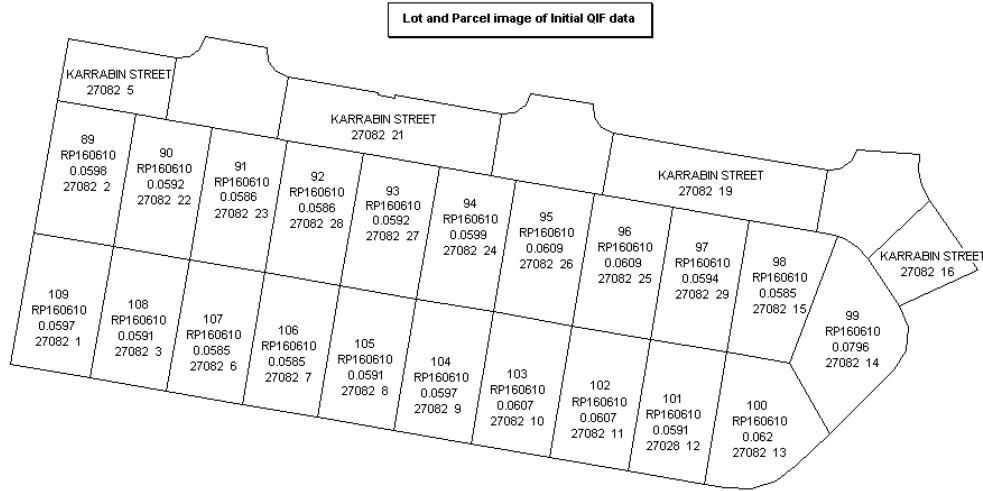 Lot and Parcel image of Initial QIF data
KARRABIN STREET
27082 5
KARRABIN STREET
27082 21
KARRABIN STREET
27082 19
KARRABIN STREET
27082 16
89
RP160610
0.0598
27082 2
90
RP160610
0.0592
27082 22
91
RP160610
0.0586
27082 23
92
RP160610
0.0586
27082 28
93
RP160610
0.0592
27082 27
94
RP160610
0.0599
27082 24
95
RP160610
0.0609
27082 26
96
RP160610
0.0609
27082 25
97
RP160610
0.0594
27082 29
98
RP160610
0.0585
27082 15
99
RP160610
0.0796
27082 14
109
RP160610
0.0597
27082 1
108
RP160610
0.0591
27082 3
107
RP160610
0.0585
27082 6
106
RP160610
0.0585
27082 7
105
RP160610
0.0591
27082 8
104
RP160610
0.0597
27082 9
103
RP160610
0.0607
27082 10
102
RP160610
0.0607
27082 11
101
RP160610
0.0591
27028 12
100
RP160610
0.062
27082 13